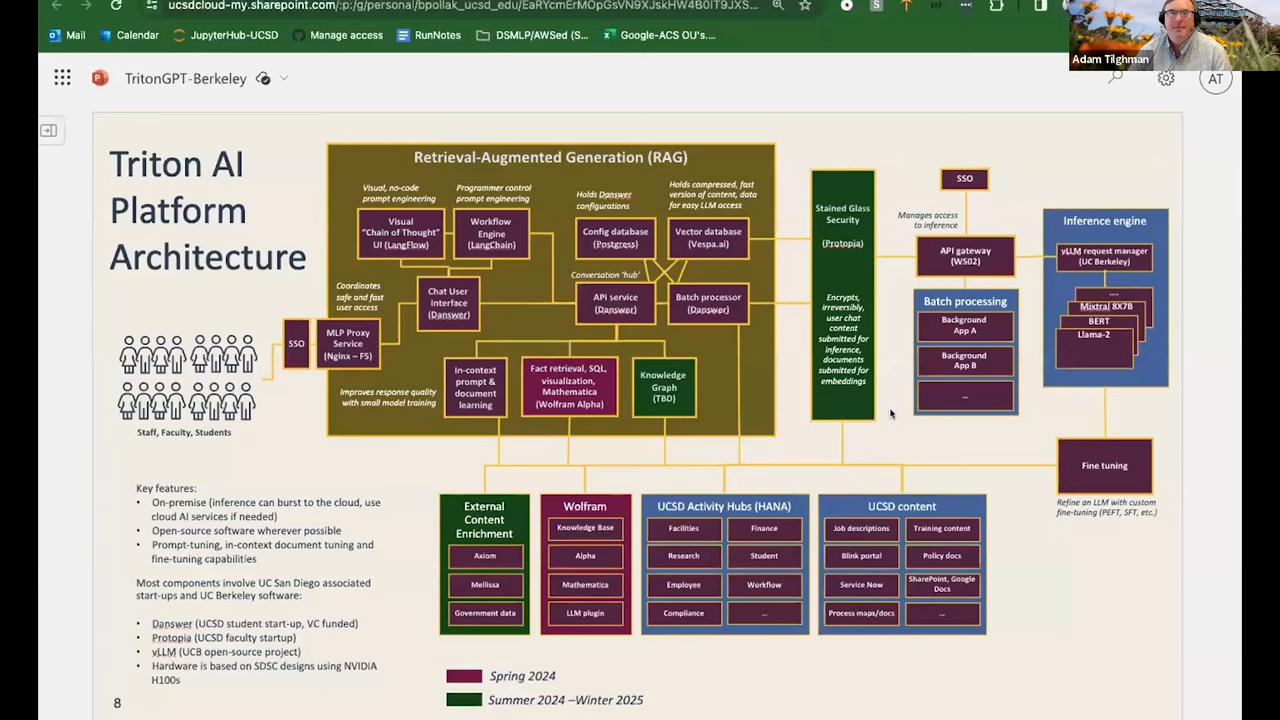 ucsdcloud-my.sharepoint.com/:p:/g/personal/bpollak_ucsd_edu/EaRYcmErMOpGsVN9XJskHW4B0IT9JXS...
Mail
Calendar
JupyterHub-UCSD
Manage access
RunNotes
DSMLP/AWSed (S...
Google-ACS OU's....
Adam Tilghman
TritonGPT-Berkeley
AT
Triton AI
Platform
Architecture
Retrieval-Augmented Generation (RAG)
Visual, no-code
prompt engineering
Programmer control
prompt engineering
Holds Danswer
configurations
Holds compressed, fast
version of content, data
for easy LLM access
Visual
"Chain of Thought"
UI (LangFlow)
Workflow
Engine
(LangChain)
Config database
(Postgress)
Vector database
(Vespa.ai)
Conversation 'hub'
Coordinates
safe and fast
user access
Chat User
Interface
(Danswer)
API service
(Danswer)
Batch processor
(Danswer)
SSO
MLP Proxy
Service
(Nginx – F5)
Improves response quality
with small model training
In-context
prompt &
document
learning
Fact retrieval, SQL,
visualization,
Mathematica
(Wolfram Alpha)
Knowledge
Graph
(TBD)
Staff, Faculty, Students
Stained Glass
Security
(Protopia)
Encrypts,
irreversibly,
user chat
content
submitted for
inference,
documents
submitted for
embeddings
SSO
Manages access
to inference
API gateway
(WS02)
Batch processing
Background
App A
Background
App B
...
Inference engine
vLLM request manager
(UC Berkeley)
....
Mixtral 8X7B
BERT
Llama-2
Fine tuning
Refine an LLM with custom
fine-tuning (PEFT, SFT, etc.)
Key features:
• On-premise (inference can burst to the cloud, use
cloud AI services if needed)
• Open-source software wherever possible
• Prompt-tuning, in-context document tuning and
fine-tuning capabilities
Most components involve UC San Diego associated
start-ups and UC Berkeley software:
• Danswer (UCSD student start-up, VC funded)
• Protopia (UCSD faculty startup)
• vLLM (UCB open-source project)
• Hardware is based on SDSC designs using NVIDIA
H100s
External
Content
Enrichment
Axiom
Mellissa
Government data
Wolfram
Knowledge Base
Alpha
Mathematica
LLM plugin
UCSD Activity Hubs (HANA)
Facilities
Finance
Research
Student
Employee
Workflow
Compliance
...
UCSD content
Job descriptions
Training content
Blink portal
Policy docs
Service Now
SharePoint, Google
Docs
Process maps/docs
...
Spring 2024
Summer 2024 –Winter 2025
8